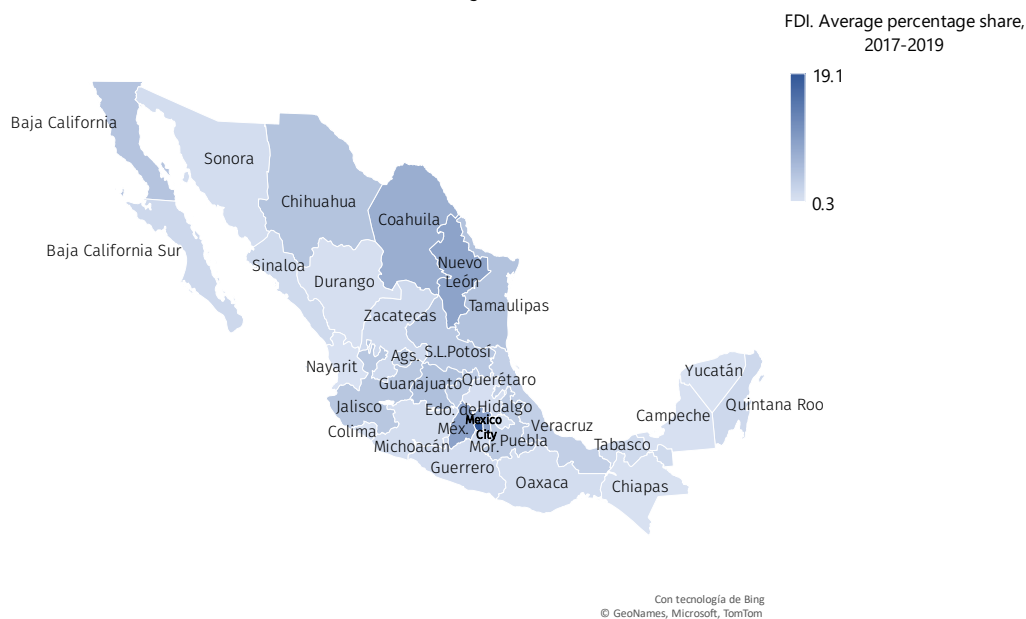 FDI. Average percentage share,
2017-2019
19.1
0.3
Baja California
Sonora
Chihuahua
Coahuila
Baja California Sur
Sinaloa
Durango
Nuevo
León
Tamaulipas
Zacatecas
Nayarit
Ags.
S.L.Potosí
Guanajuato
Querétaro
Yucatán
Jalisco
Edo. de
Méx.
Hidalgo
Mexico
City
Campeche
Quintana Roo
Colima
Michoacán
Mor.
Puebla
Veracruz
Tabasco
Guerrero
Oaxaca
Chiapas
Con tecnología de Bing
© GeoNames, Microsoft, TomTom